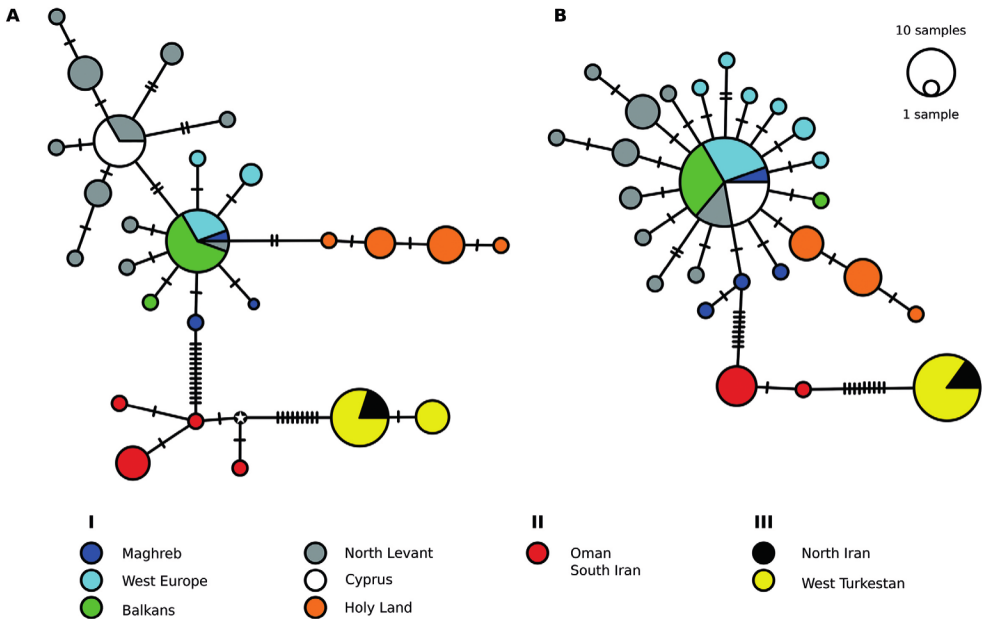 A
B
10 samples
1 sample
I
II
III
Maghreb
North Levant
Oman
South Iran
North Iran
West Europe
Cyprus
West Turkestan
Balkans
Holy Land